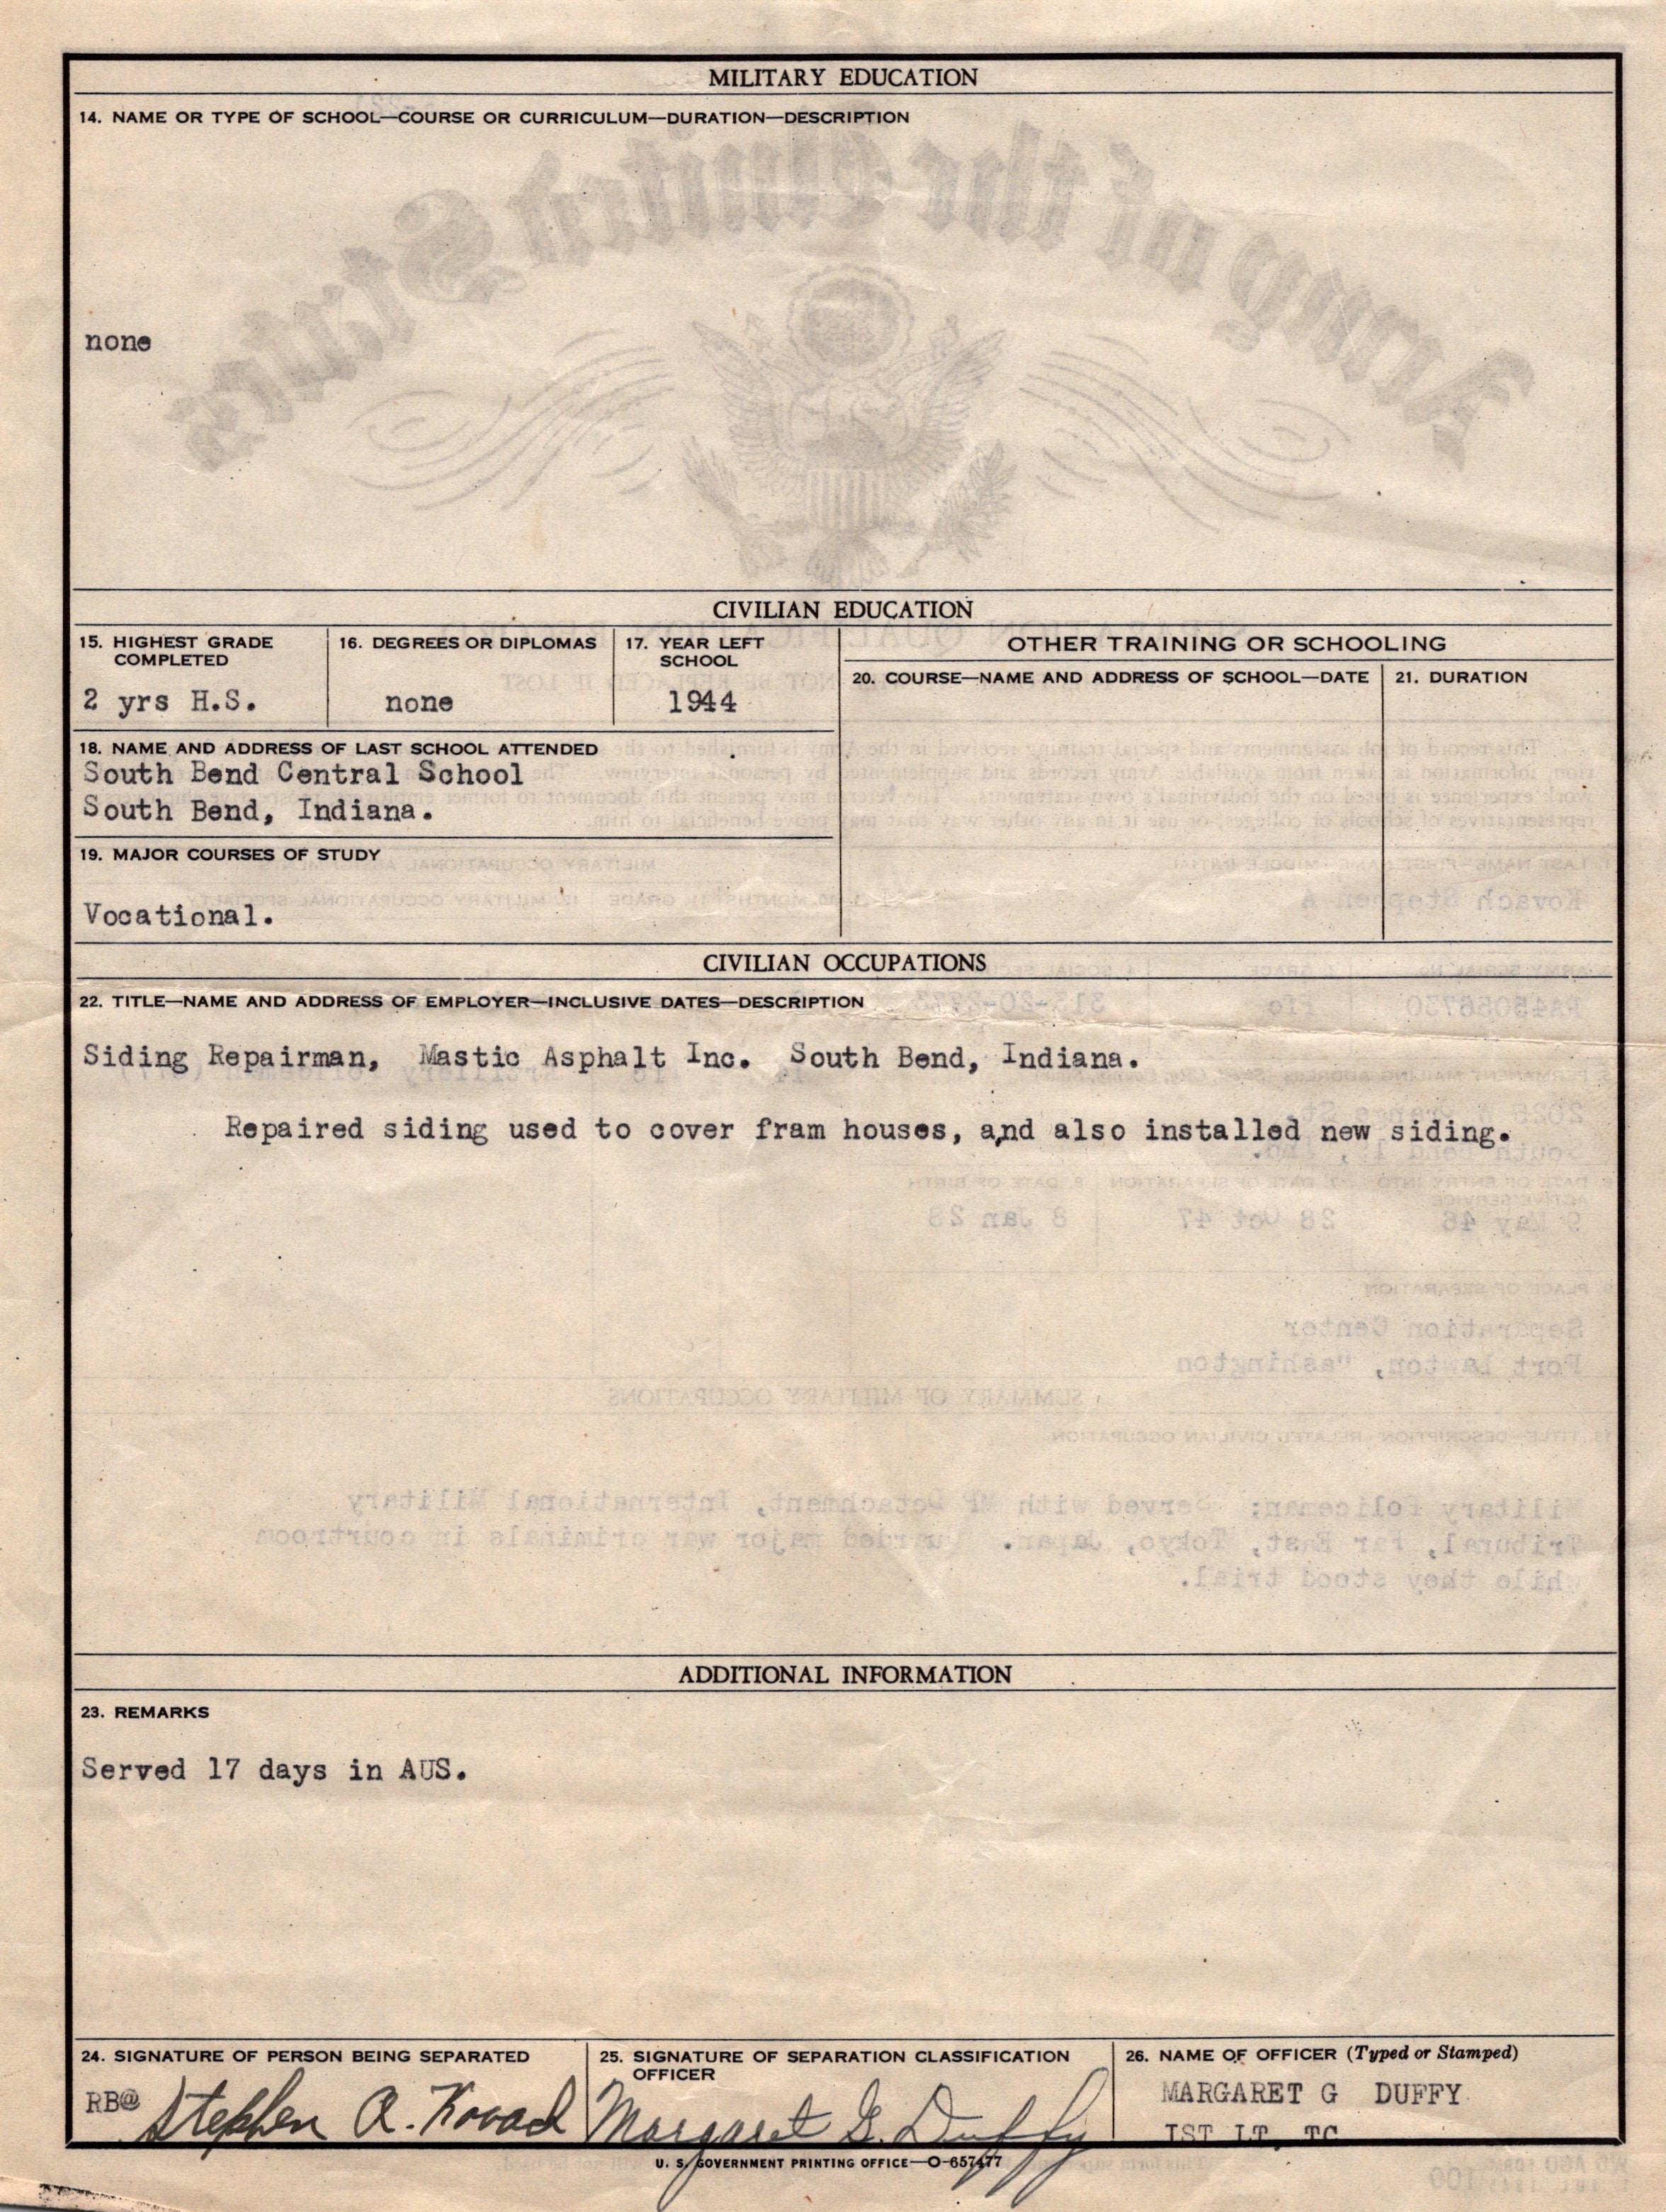 MILITARY EDUCATION
14. NAME OR TYPE OF SCHOOL—COURSE OR CURRICULUM—DURATION—DESCRIPTION
none
CIVILIAN EDUCATION
15. HIGHEST GRADE COMPLETED
2 yrs H.S.
16. DEGREES OR DIPLOMAS
none
17. YEAR LEFT SCHOOL
1944
OTHER TRAINING OR SCHOOLING
20. COURSE—NAME AND ADDRESS OF SCHOOL—DATE
21. DURATION
18. NAME AND ADDRESS OF LAST SCHOOL ATTENDED
South Bend Central School
South Bend, Indiana.
19. MAJOR COURSES OF STUDY
Vocational.
CIVILIAN OCCUPATIONS
22. TITLE—NAME AND ADDRESS OF EMPLOYER—INCLUSIVE DATES—DESCRIPTION
Siding Repairman, Mastic Asphalt Inc. South Bend, Indiana.
Repaired siding used to cover fram houses, and also installed new siding.
ADDITIONAL INFORMATION
23. REMARKS
Served 17 days in AUS.
24. SIGNATURE OF PERSON BEING SEPARATED
RB@ Stephen A. Kovach
25. SIGNATURE OF SEPARATION CLASSIFICATION OFFICER
Margaret G. Duffy
26. NAME OF OFFICER (Typed or Stamped)
MARGARET G DUFFY
1ST LT. TC
U. S. GOVERNMENT PRINTING OFFICE—O-657477